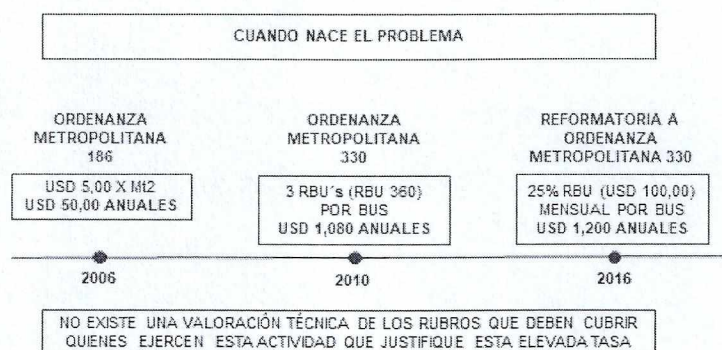 CUANDO NACE EL PROBLEMA
ORDENANZA
METROPOLITANA
186
USD 5,00 X Mt2
USD 50,00 ANUALES
2006
ORDENANZA
METROPOLITANA
330
3 RBU´s (RBU 360)
POR BUS
USD 1,080 ANUALES
2010
REFORMATORIA A
ORDENANZA
METROPOLITANA 330
25% RBU (USD 100,00)
MENSUAL POR BUS
USD 1,200 ANUALES
2016
NO EXISTE UNA VALORACIÓN TÉCNICA DE LOS RUBROS QUE DEBEN CUBRIR
QUIENES EJERCEN ESTA ACTIVIDAD QUE JUSTIFIQUE ESTA ELEVADA TASA